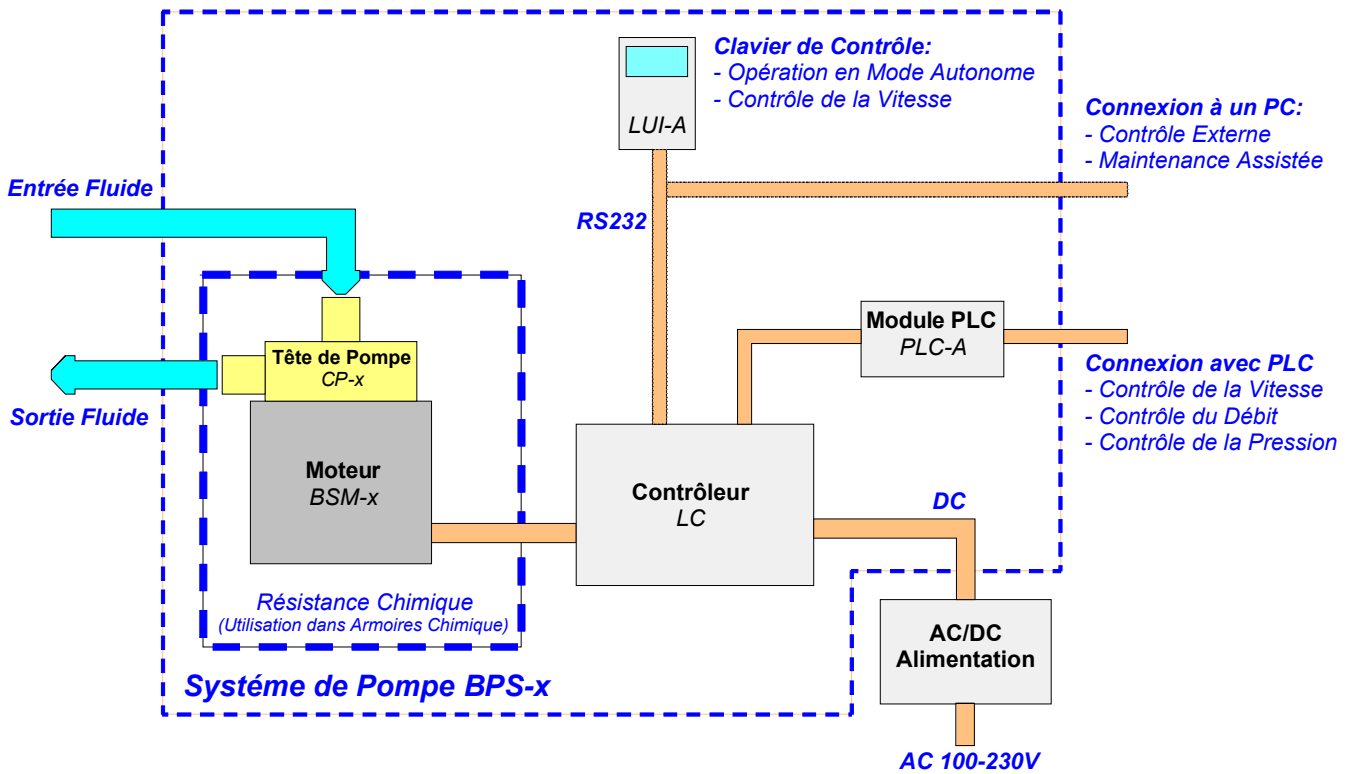 Clavier de Contrôle:
- Opération en Mode Autonome
- Contrôle de la Vitesse
LUI-A
Connexion à un PC:
- Contrôle Externe
- Maintenance Assistée
Entrée Fluide
RS232
Module PLC
PLC-A
Tête de Pompe
CP-x
Connexion avec PLC
- Contrôle de la Vitesse
- Contrôle du Débit
- Contrôle de la Pression
Sortie Fluide
Moteur
BSM-x
Contrôleur
LC
DC
Résistance Chimique
(Utilisation dans Armoires Chimique)
AC/DC
Alimentation
Systéme de Pompe BPS-x
AC 100-230V